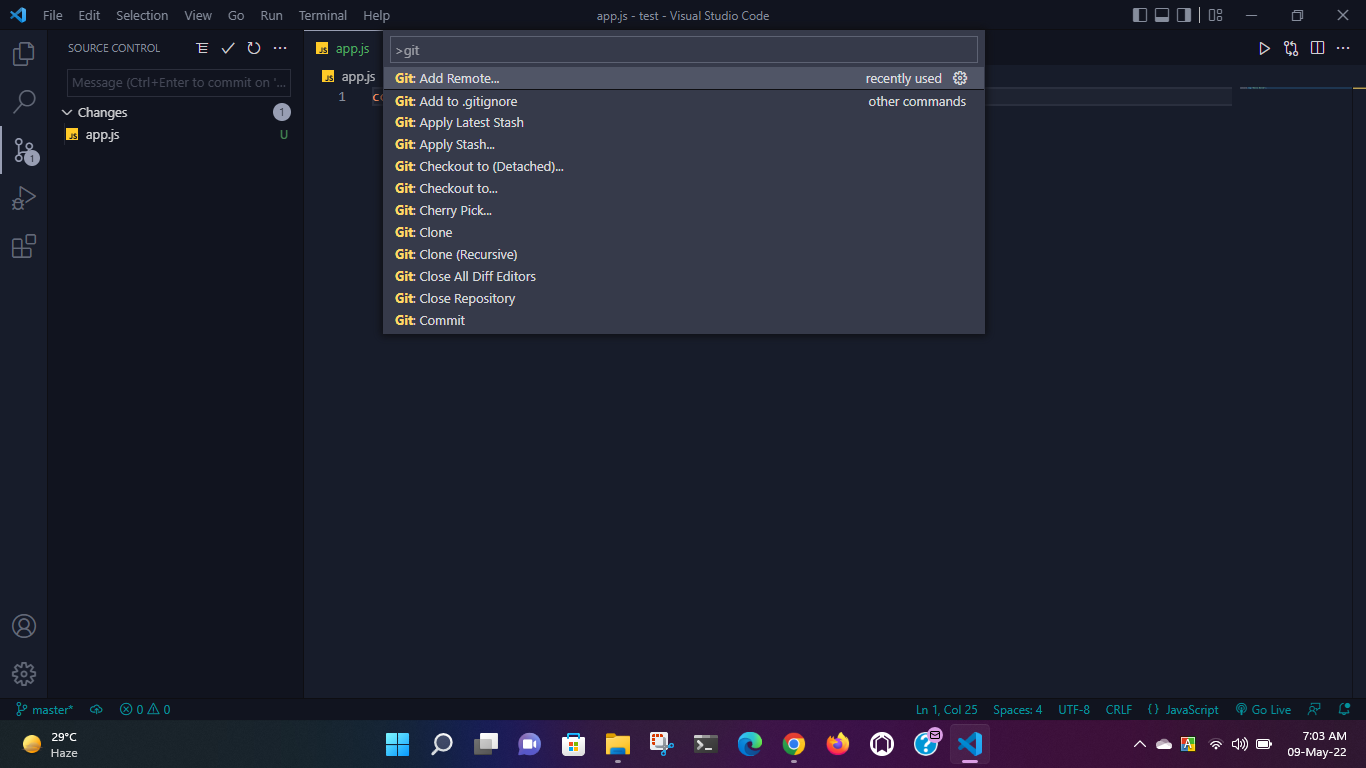 File Edit Selection View Go Run Terminal Help app.js - test - Visual Studio Code
SOURCE CONTROL
Message (Ctrl+Enter to commit on '...
Changes 1
JS app.js U
1
JS app.js
JS app.js
1
>git
Git: Add Remote... recently used
Git: Add to .gitignore other commands
Git: Apply Latest Stash
Git: Apply Stash...
Git: Checkout to (Detached)...
Git: Checkout to...
Git: Cherry Pick...
Git: Clone
Git: Clone (Recursive)
Git: Close All Diff Editors
Git: Close Repository
Git: Commit
master* 0 0 Ln 1, Col 25 Spaces: 4 UTF-8 CRLF { } JavaScript Go Live
29°C
Haze
A
7:03 AM
09-May-22